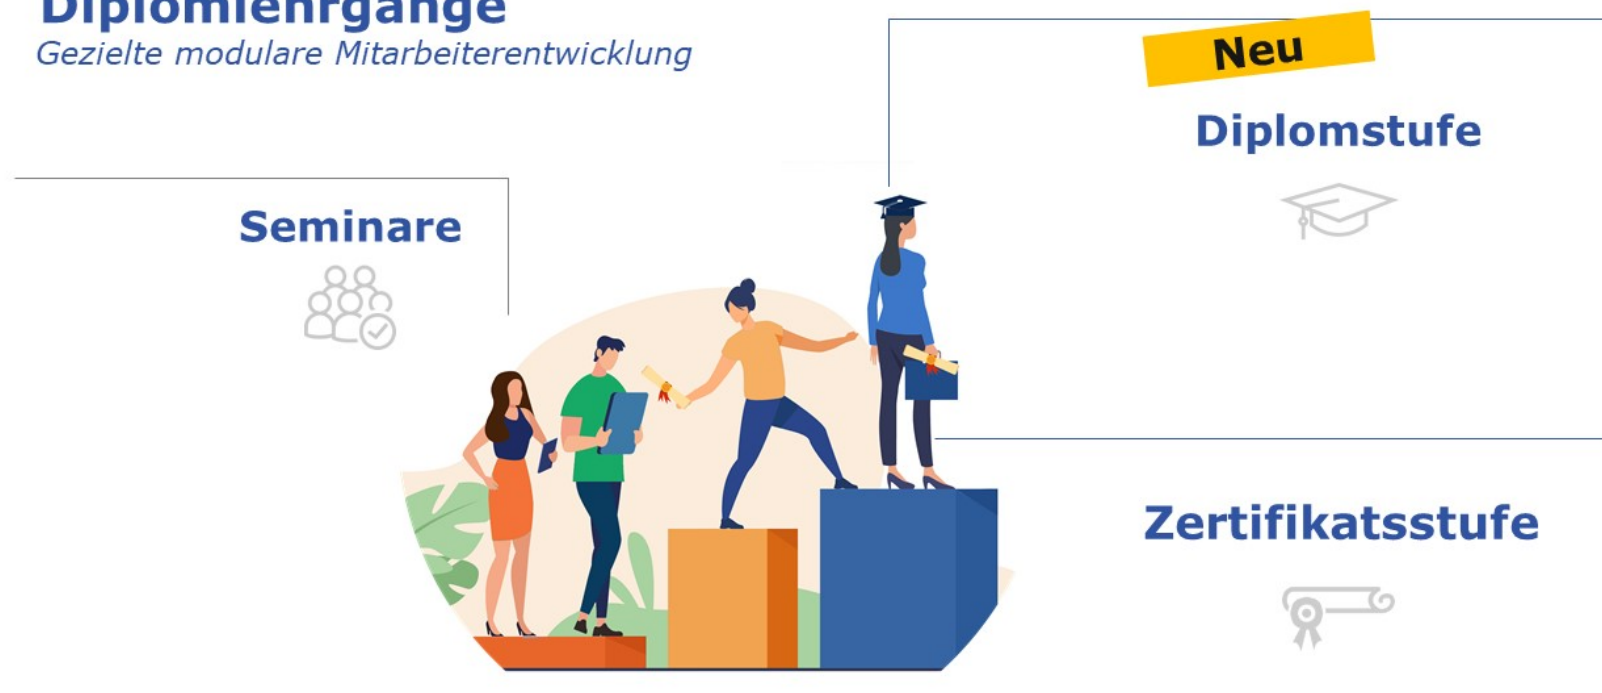 Diplomlehrgänge
Gezielte modulare Mitarbeiterentwicklung
Neu
Diplomstufe
Seminare
Zertifikatsstufe